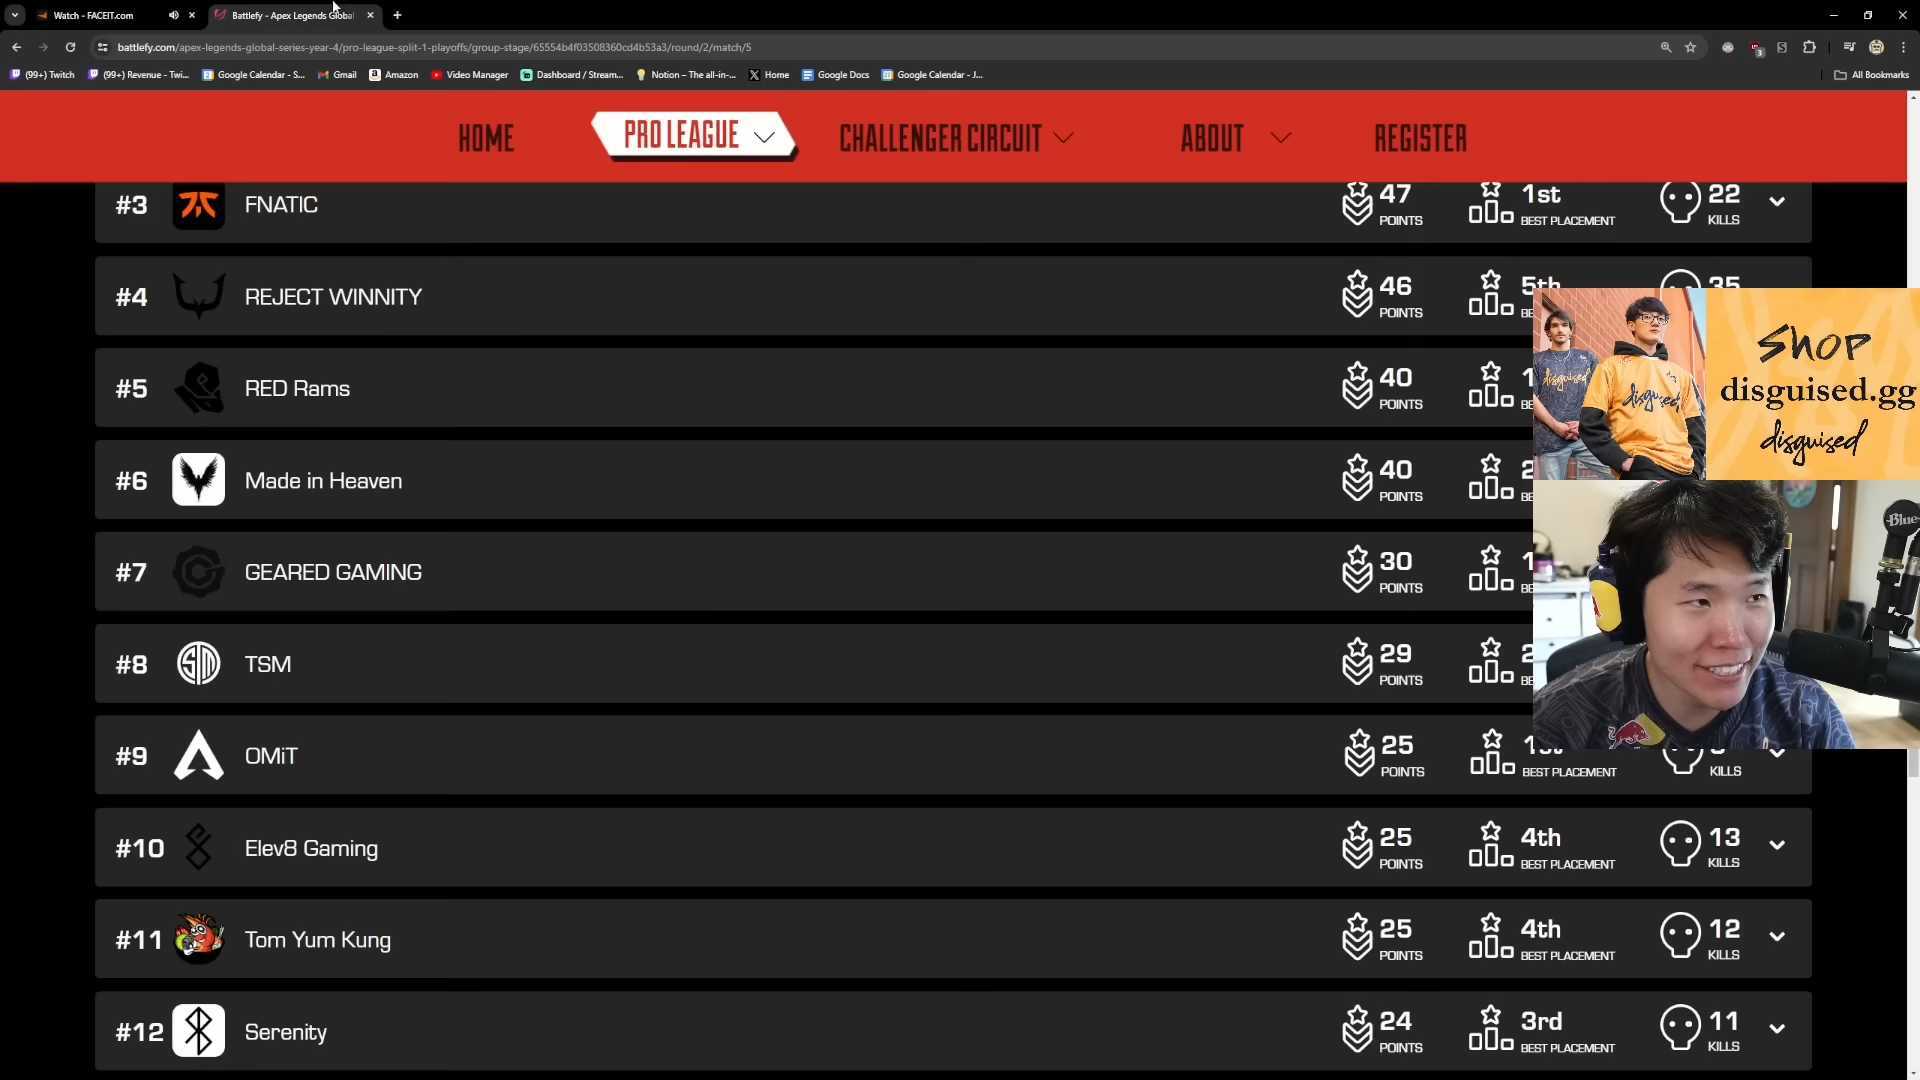 Watch - FACEIT.com
Battlefy - Apex Legends Global
battlefy.com/apex-legends-global-series-year-4/pro-league-split-1-playoffs/group-stage/65554b4f03508360cd4b53a3/round/2/match/5
(99+) Twitch
(99+) Revenue - Twi...
Google Calendar - S...
Gmail
Amazon
Video Manager
Dashboard / Stream...
Notion – The all-in-...
Home
Google Docs
Google Calendar - J...
All Bookmarks
HOME
PRO LEAGUE
CHALLENGER CIRCUIT
ABOUT
REGISTER
#3 FNATIC 47 1st 22
POINTS BEST PLACEMENT KILLS
#4 REJECT WINNITY 46 5th 35
POINTS
#5 RED Rams 40
POINTS
#6 Made in Heaven 40
POINTS
#7 GEARED GAMING 30
POINTS
#8 TSM 29
POINTS
#9 OMiT 25
POINTS BEST PLACEMENT KILLS
#10 Elev8 Gaming 25 4th 13
POINTS BEST PLACEMENT KILLS
#11 Tom Yum Kung 25 4th 12
POINTS BEST PLACEMENT KILLS
#12 Serenity 24 3rd 11
POINTS BEST PLACEMENT KILLS
shop
disguised.gg
disguised
disguised
disguised
Blue